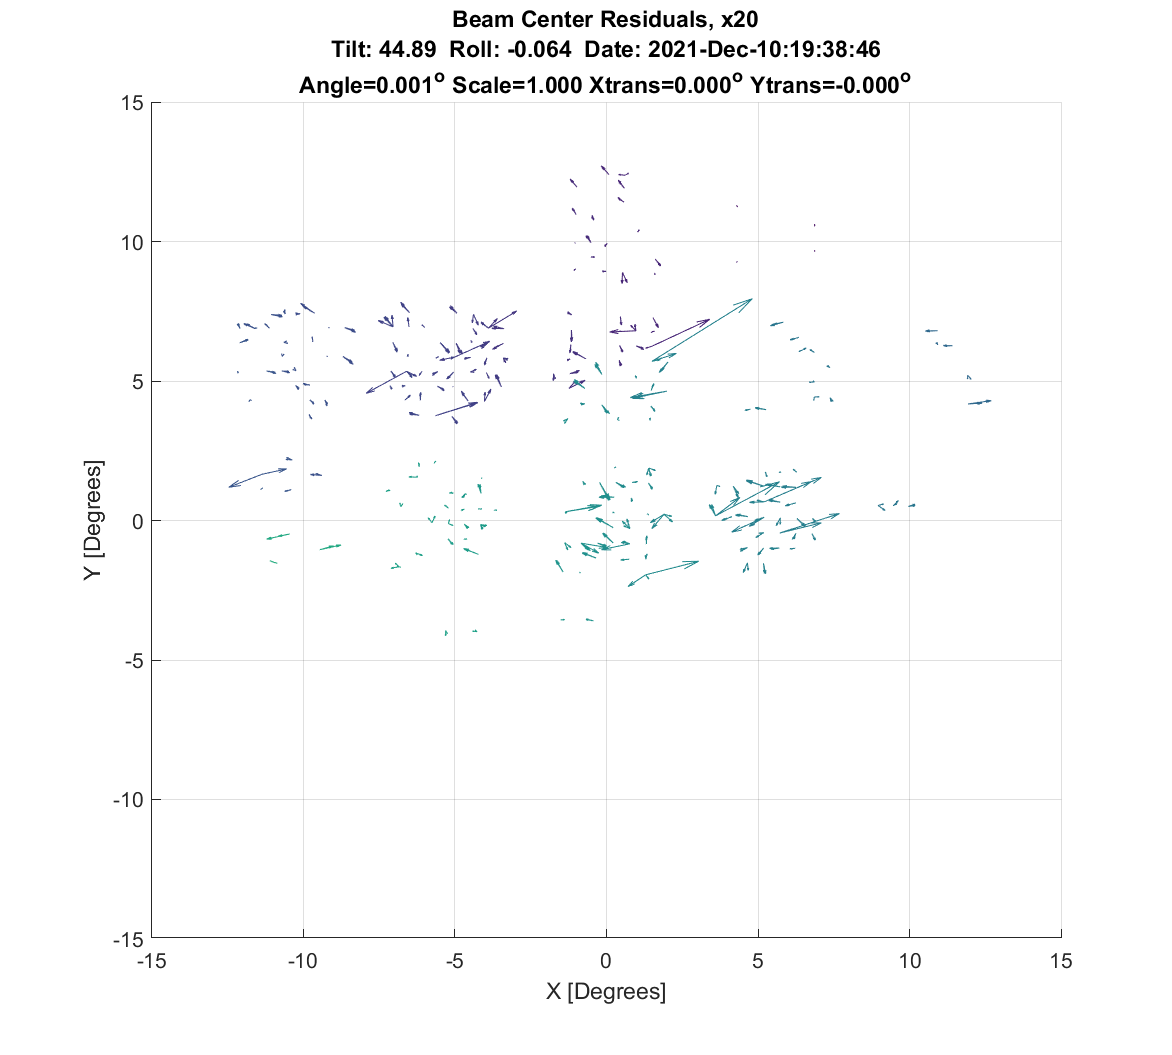 Beam Center Residuals, x20
Tilt: 44.89 Roll: -0.064 Date: 2021-Dec-10:19:38:46
Angle=0.001° Scale=1.000 Xtrans=0.000° Ytrans=-0.000°
15
10
5
0
-5
-10
-15
Y [Degrees]
-15 -10 -5 0 5 10 15
X [Degrees]